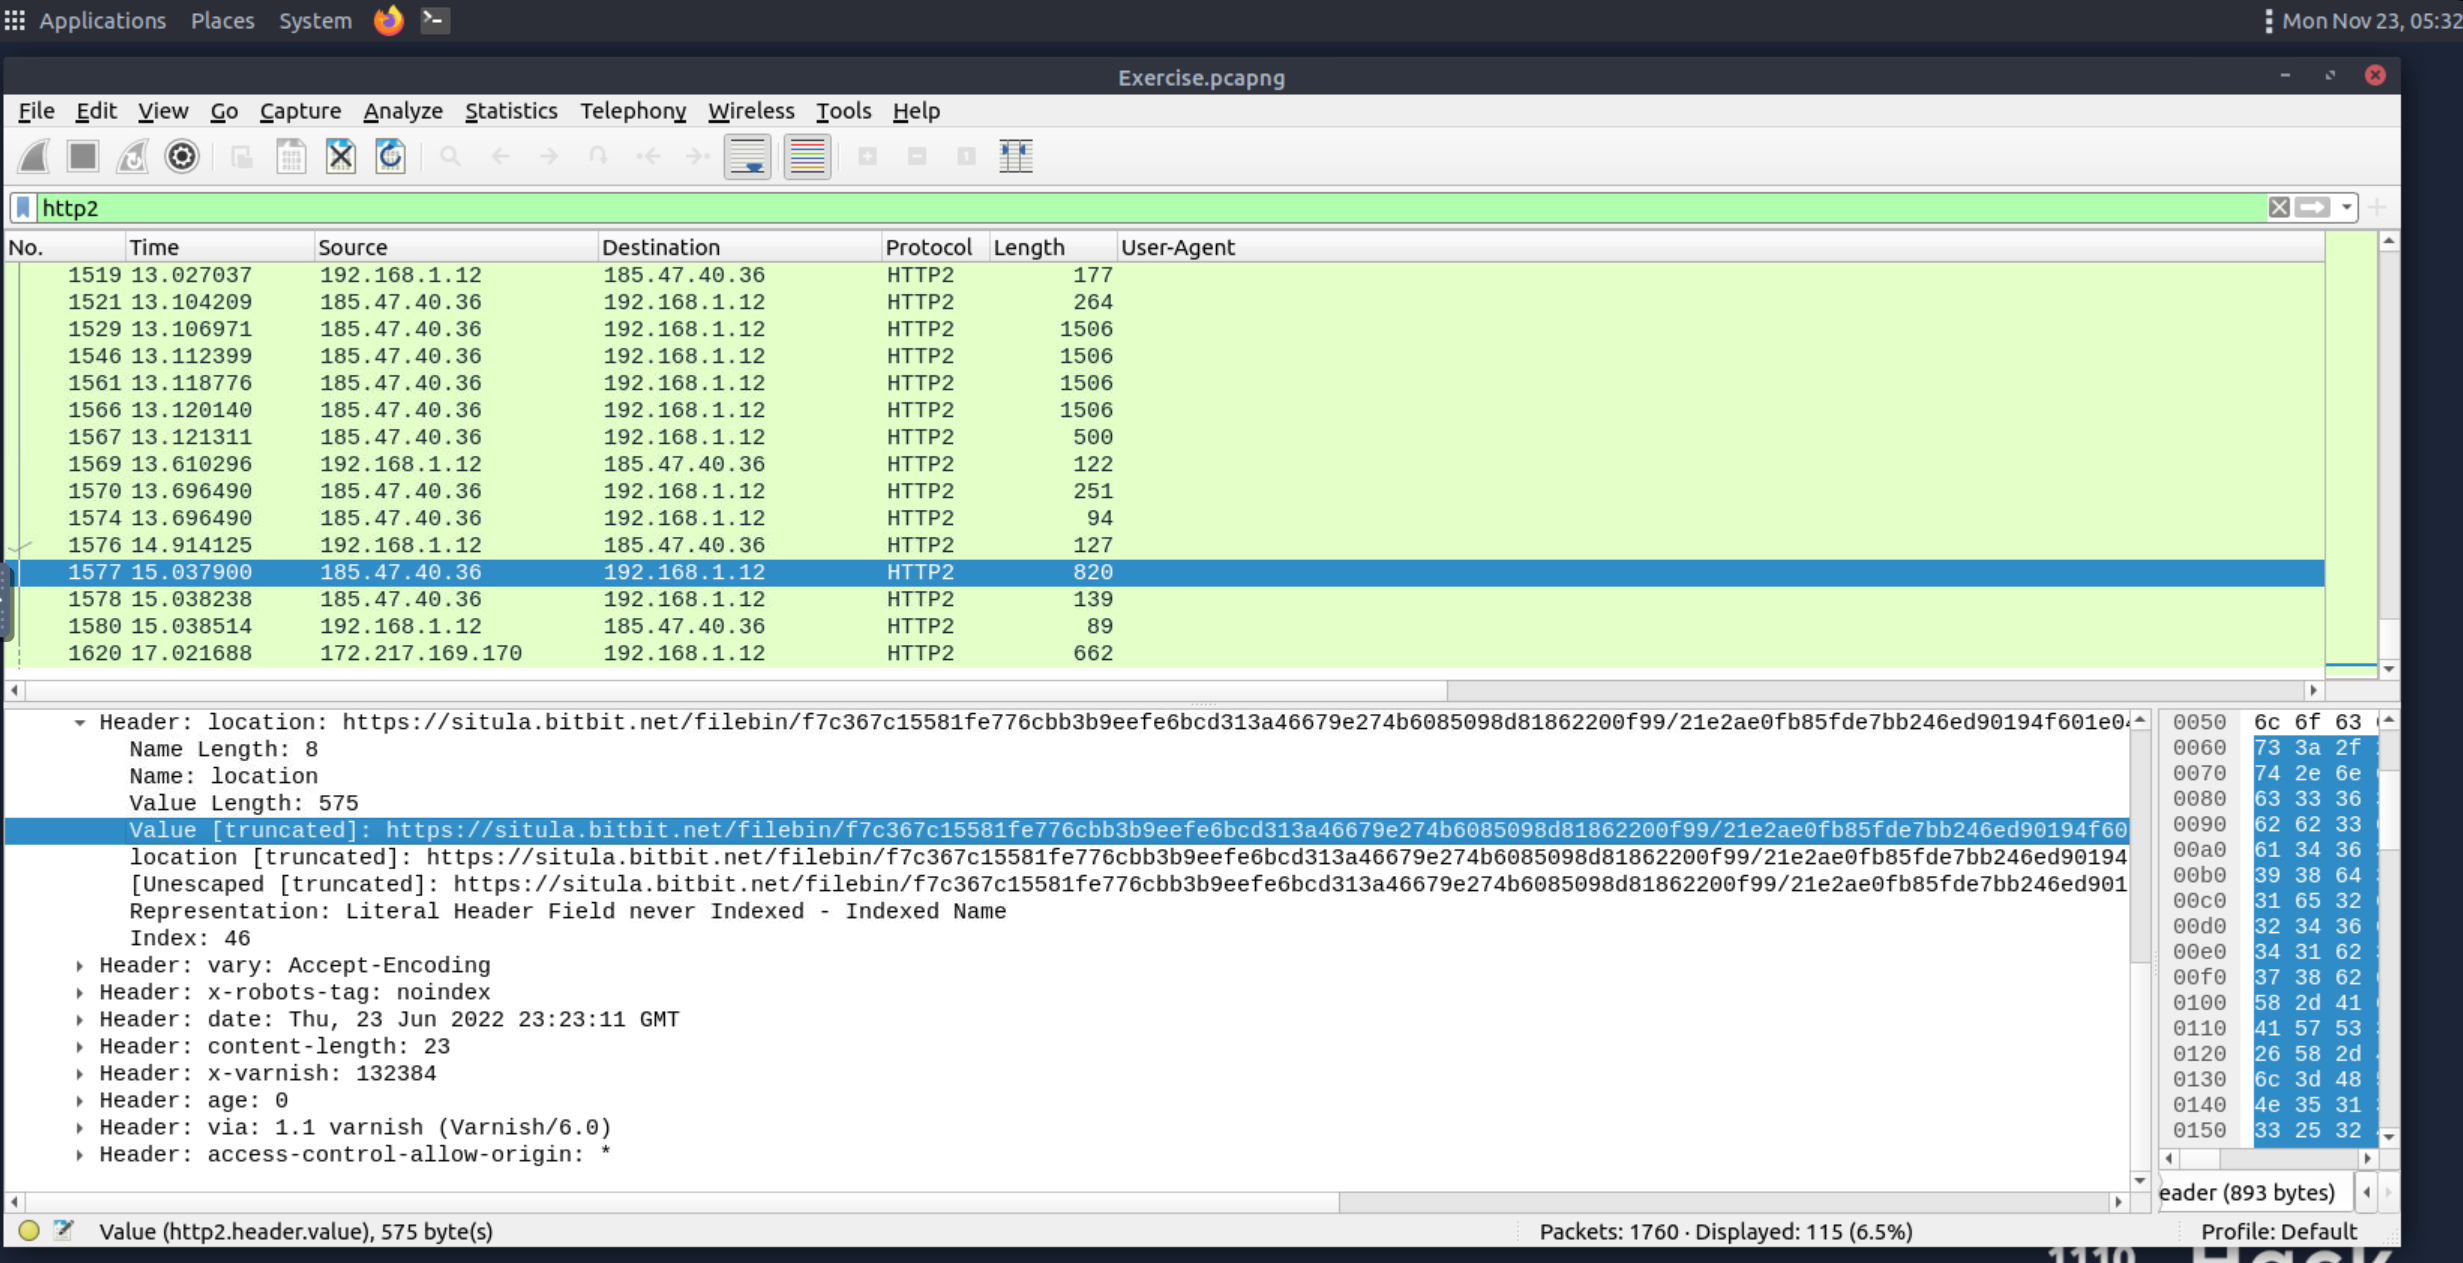 Applications Places System Mon Nov 23, 05:32
Exercise.pcapng
File Edit View Go Capture Analyze Statistics Telephony Wireless Tools Help
http2
No. Time Source Destination Protocol Length User-Agent
1519 13.027037 192.168.1.12 185.47.40.36 HTTP2 177
1521 13.104209 185.47.40.36 192.168.1.12 HTTP2 264
1529 13.106971 185.47.40.36 192.168.1.12 HTTP2 1506
1546 13.112399 185.47.40.36 192.168.1.12 HTTP2 1506
1561 13.118776 185.47.40.36 192.168.1.12 HTTP2 1506
1566 13.120140 185.47.40.36 192.168.1.12 HTTP2 1506
1567 13.121311 185.47.40.36 192.168.1.12 HTTP2 500
1569 13.610296 192.168.1.12 185.47.40.36 HTTP2 122
1570 13.696490 185.47.40.36 192.168.1.12 HTTP2 251
1574 13.696490 185.47.40.36 192.168.1.12 HTTP2 94
1576 14.914125 192.168.1.12 185.47.40.36 HTTP2 127
1577 15.037900 185.47.40.36 192.168.1.12 HTTP2 820
1578 15.038238 185.47.40.36 192.168.1.12 HTTP2 139
1580 15.038514 192.168.1.12 185.47.40.36 HTTP2 89
1620 17.021688 172.217.169.170 192.168.1.12 HTTP2 662
Header: location: https://situla.bitbit.net/filebin/f7c367c15581fe776cbb3b9eefe6bcd313a46679e274b6085098d81862200f99/21e2ae0fb85fde7bb246ed90194f601e04
Name Length: 8
Name: location
Value Length: 575
Value [truncated]: https://situla.bitbit.net/filebin/f7c367c15581fe776cbb3b9eefe6bcd313a46679e274b6085098d81862200f99/21e2ae0fb85fde7bb246ed90194f60
location [truncated]: https://situla.bitbit.net/filebin/f7c367c15581fe776cbb3b9eefe6bcd313a46679e274b6085098d81862200f99/21e2ae0fb85fde7bb246ed90194
[Unescaped [truncated]: https://situla.bitbit.net/filebin/f7c367c15581fe776cbb3b9eefe6bcd313a46679e274b6085098d81862200f99/21e2ae0fb85fde7bb246ed901
Representation: Literal Header Field never Indexed - Indexed Name
Index: 46
Header: vary: Accept-Encoding
Header: x-robots-tag: noindex
Header: date: Thu, 23 Jun 2022 23:23:11 GMT
Header: content-length: 23
Header: x-varnish: 132384
Header: age: 0
Header: via: 1.1 varnish (Varnish/6.0)
Header: access-control-allow-origin: *
0050 6c 6f 63
0060 73 3a 2f
0070 74 2e 6e
0080 63 33 36
0090 62 62 33
00a0 61 34 36
00b0 39 38 64
00c0 31 65 32
00d0 32 34 36
00e0 34 31 62
00f0 37 38 62
0100 58 2d 41
0110 41 57 53
0120 26 58 2d
0130 6c 3d 48
0140 4e 35 31
0150 33 25 32
eader (893 bytes)
Value (http2.header.value), 575 byte(s) Packets: 1760 · Displayed: 115 (6.5%) Profile: Default
1110 Hack